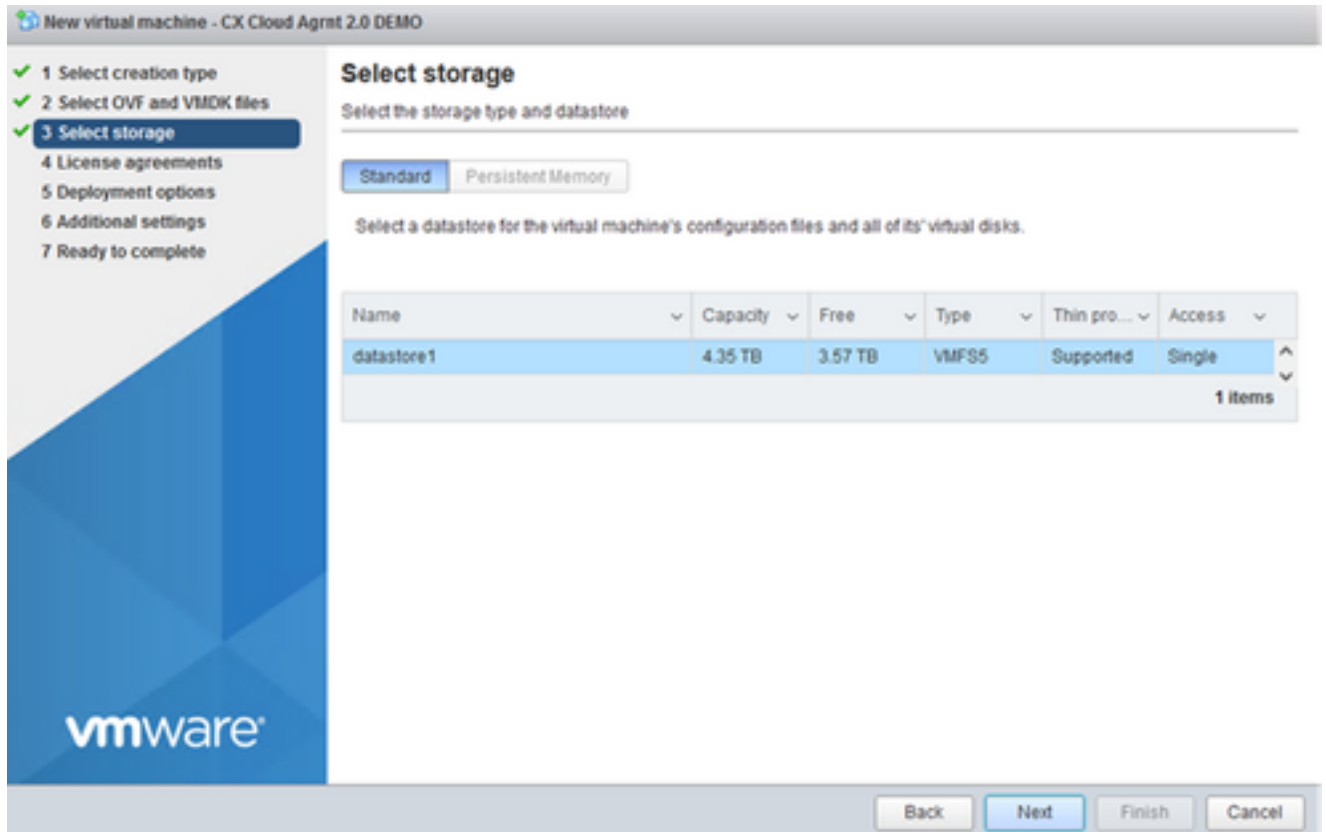 New virtual machine - CX Cloud Agrnt 2.0 DEMO
1 Select creation type
2 Select OVF and VMDK files
3 Select storage
4 License agreements
5 Deployment options
6 Additional settings
7 Ready to complete
vmware®
Select storage
Select the storage type and datastore
Standard Persistent Memory
Select a datastore for the virtual machine's configuration files and all of its' virtual disks.
Name Capacity Free Type Thin pro... Access
datastore1 4.35 TB 3.57 TB VMFS5 Supported Single
1 items
Back Next Finish Cancel